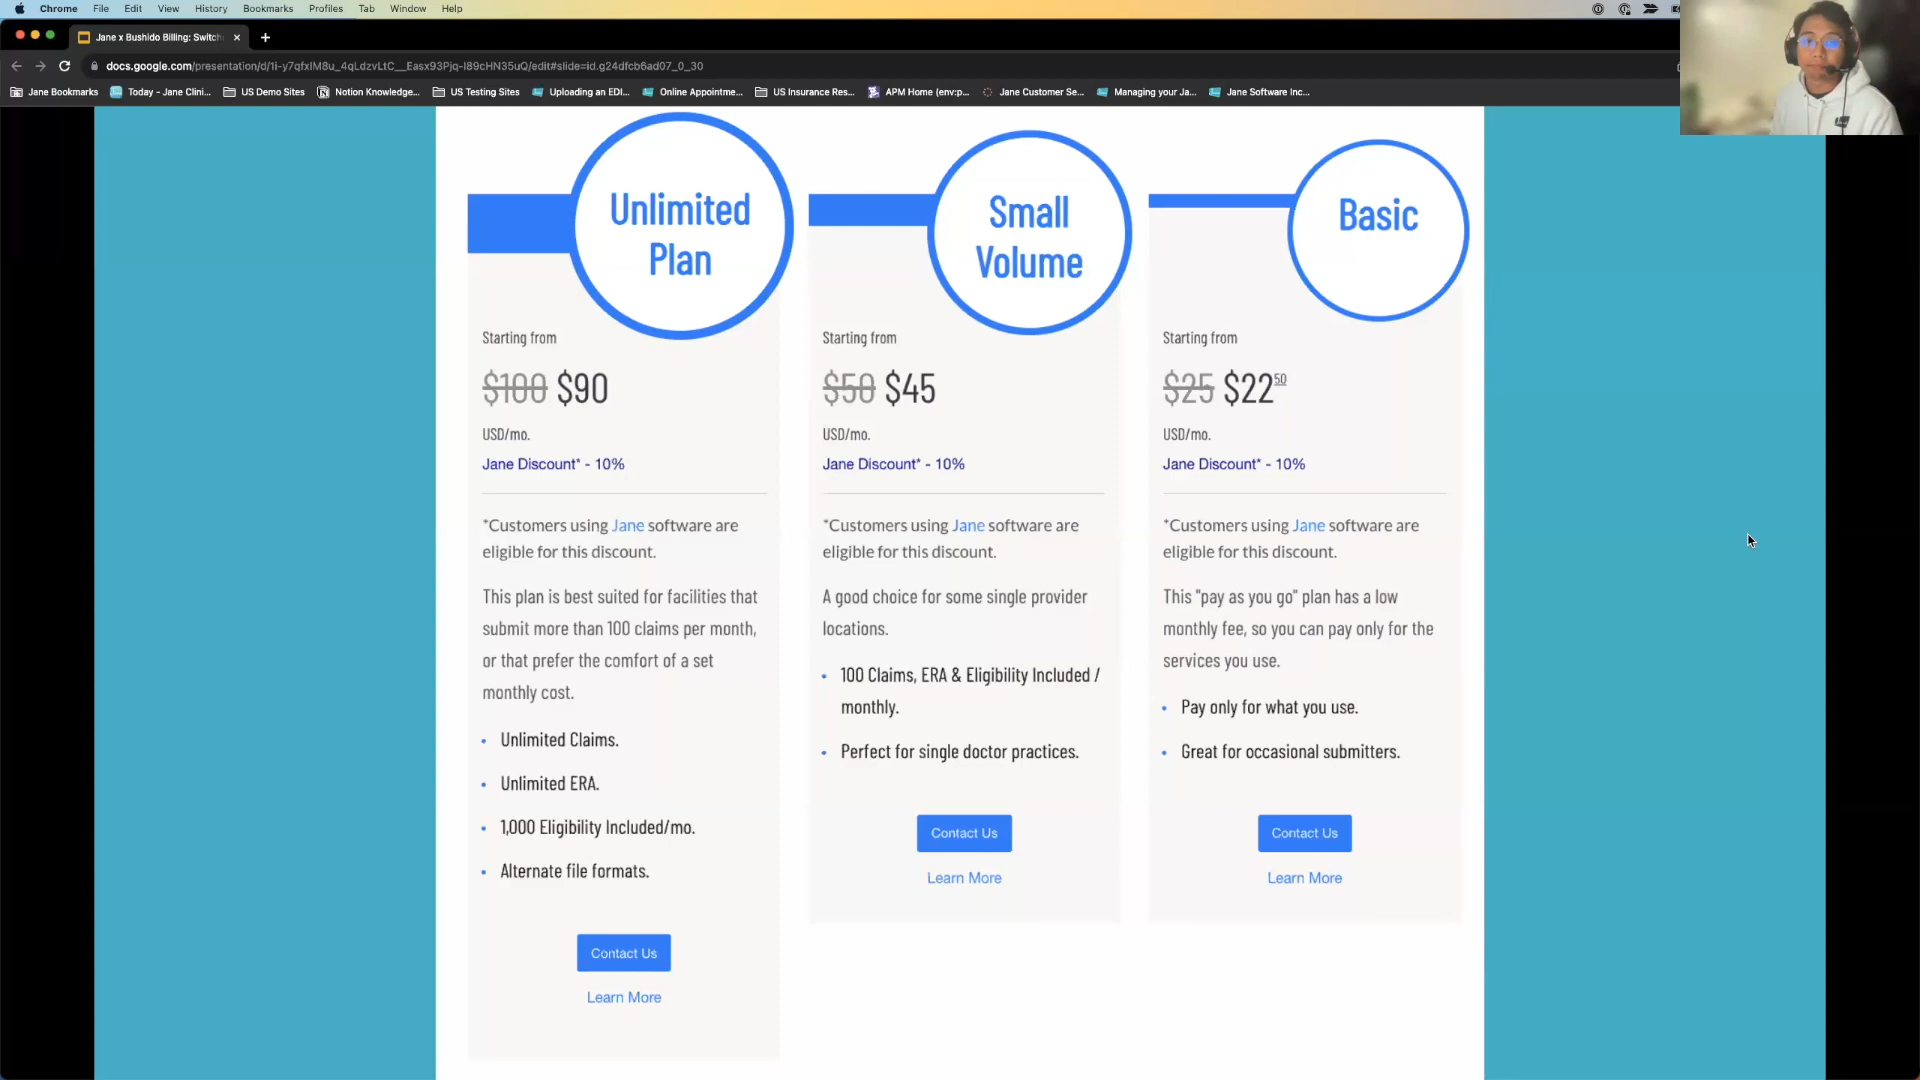 Chrome File Edit View History Bookmarks Profiles Tab Window Help
Jane x Bushido Billing: Switch
docs.google.com/presentation/d/1i-y7qfxIM8u_4qLdzvLtC__Easx93Pjq-I89cHN35uQ/edit#slide=id.g24dfcb6ad07_0_30
Jane Bookmarks Today - Jane Clini... US Demo Sites Notion Knowledge... US Testing Sites Uploading an EDI... Online Appointme... US Insurance Res... APM Home (env:p... Jane Customer Se... Managing your Ja... Jane Software Inc...
Unlimited
Plan
Starting from
$100 $90
USD/mo.
Jane Discount* - 10%
*Customers using Jane software are
eligible for this discount.
This plan is best suited for facilities that
submit more than 100 claims per month,
or that prefer the comfort of a set
monthly cost.
• Unlimited Claims.
• Unlimited ERA.
• 1,000 Eligibility Included/mo.
• Alternate file formats.
Contact Us
Learn More
Small
Volume
Starting from
$50 $45
USD/mo.
Jane Discount* - 10%
*Customers using Jane software are
eligible for this discount.
A good choice for some single provider
locations.
• 100 Claims, ERA & Eligibility Included /
monthly.
• Perfect for single doctor practices.
Contact Us
Learn More
Basic
Starting from
$25 $22 50
USD/mo.
Jane Discount* - 10%
*Customers using Jane software are
eligible for this discount.
This "pay as you go" plan has a low
monthly fee, so you can pay only for the
services you use.
• Pay only for what you use.
• Great for occasional submitters.
Contact Us
Learn More